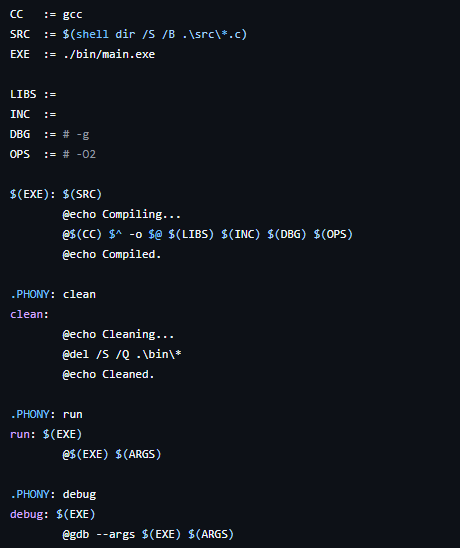 CC   := gcc
SRC  := $(shell dir /S /B .\src\*.c)
EXE  := ./bin/main.exe

LIBS :=
INC  :=
DBG  := # -g
OPS  := # -O2

$(EXE): $(SRC)
        @echo Compiling...
        @$(CC) $^ -o $@ $(LIBS) $(INC) $(DBG) $(OPS)
        @echo Compiled.

.PHONY: clean
clean:
        @echo Cleaning...
        @del /S /Q .\bin\*
        @echo Cleaned.

.PHONY: run
run: $(EXE)
        @$(EXE) $(ARGS)

.PHONY: debug
debug: $(EXE)
        @gdb --args $(EXE) $(ARGS)